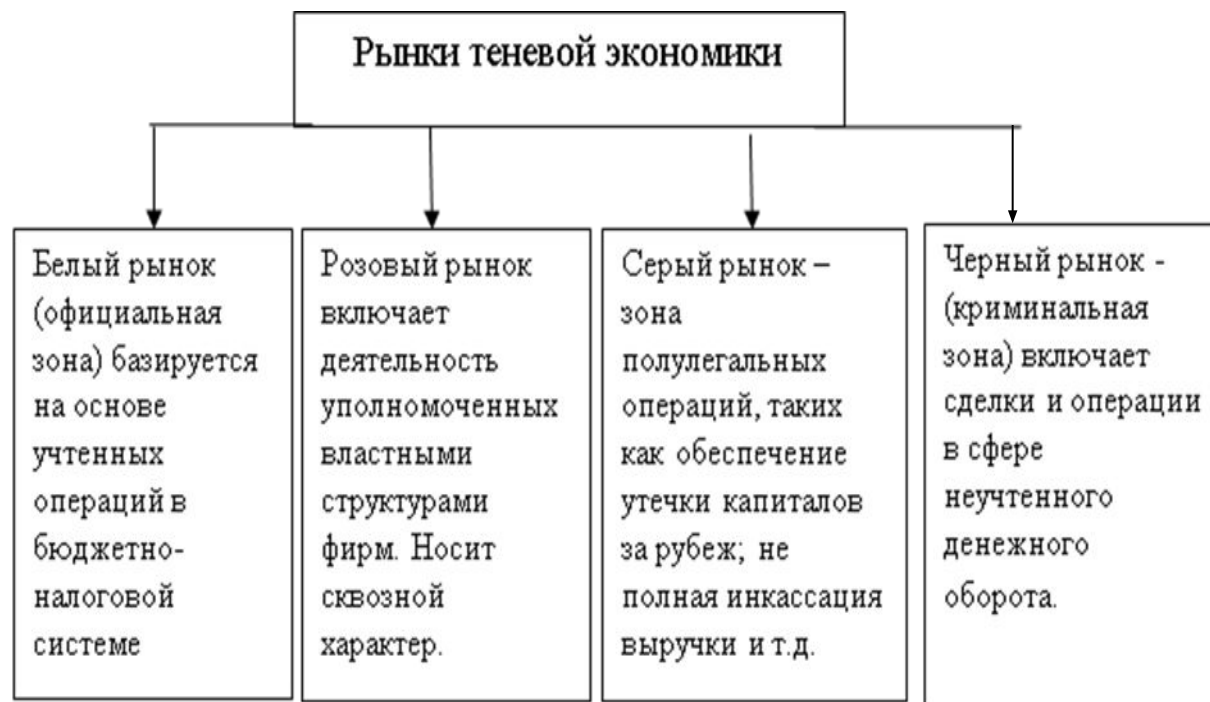 Рынки теневой экономики
Белый рынок
(официальная
зона) базируется
на основе
учтенных
операций в
бюджетно-
налоговой
системе
Розовый рынок
включает
деятельность
уполномоченных
властными
структурами
фирм. Носит
сквозной
характер.
Серый рынок –
зона
полулегальных
операций, таких
как обеспечение
утечки капиталов
за рубеж; не
полная инкассация
выручки и т.д.
Черный рынок -
(криминальная
зона) включает
сделки и операции
в сфере
неучтенного
денежного
оборота.